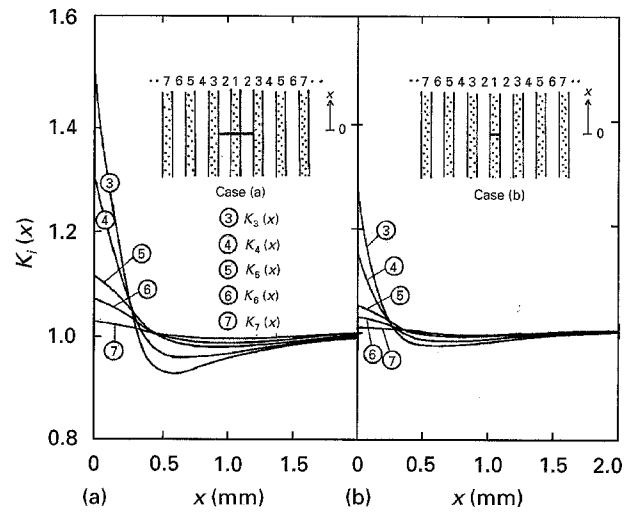 1.6
1.4
1.2
1.0
0.8
K_i (x)
·· 7 6 5 4 3 2 1 2 3 4 5 6 7 ··
x
0
Case (a)
③ K_3 (x)
④ K_4 (x)
⑤ K_5 (x)
⑥ K_6 (x)
⑦ K_7 (x)
③
④
⑤
⑥
⑦
0 0.5 1.0 1.5
(a) x (mm)
·· 7 6 5 4 3 2 1 2 3 4 5 6 7 ··
x
0
Case (b)
③
④
⑤
⑥
⑦
0 0.5 1.0 1.5 2.0
(b) x (mm)